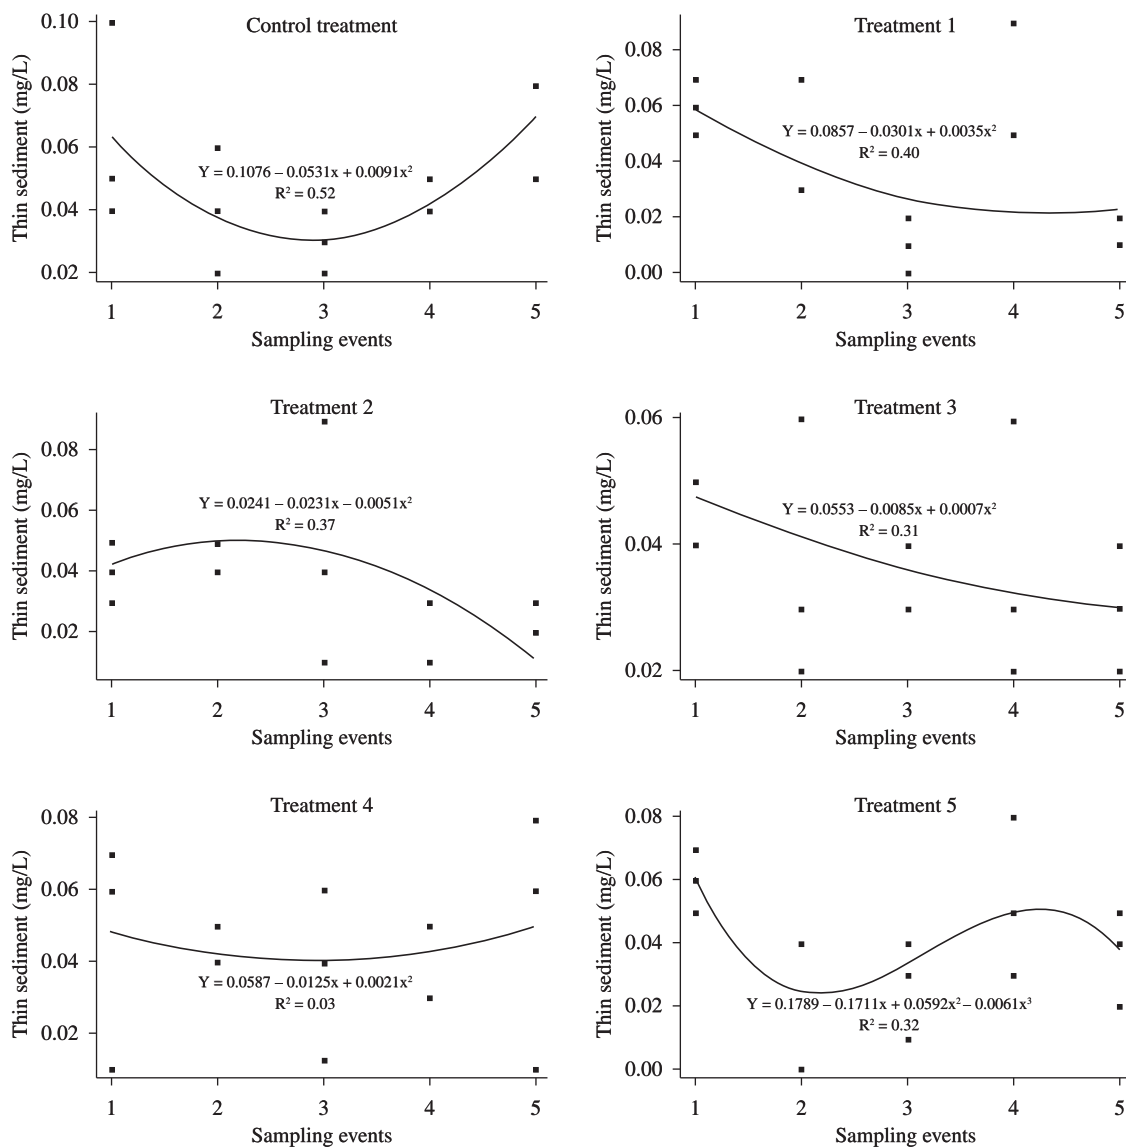 Control treatment
Thin sediment (mg/L)
0.10
0.08
0.06
0.04
0.02
Y = 0.1076 – 0.0531x + 0.0091x²
R² = 0.52
1 2 3 4 5
Sampling events
Treatment 1
Thin sediment (mg/L)
0.08
0.06
0.04
0.02
0.00
Y = 0.0857 – 0.0301x + 0.0035x²
R² = 0.40
1 2 3 4 5
Sampling events
Treatment 2
Thin sediment (mg/L)
0.08
0.06
0.04
0.02
Y = 0.0241 – 0.0231x – 0.0051x²
R² = 0.37
1 2 3 4 5
Sampling events
Treatment 3
Thin sediment (mg/L)
0.06
0.04
0.02
Y = 0.0553 – 0.0085x + 0.0007x²
R² = 0.31
1 2 3 4 5
Sampling events
Treatment 4
Thin sediment (mg/L)
0.08
0.06
0.04
0.02
Y = 0.0587 – 0.0125x + 0.0021x²
R² = 0.03
1 2 3 4 5
Sampling events
Treatment 5
Thin sediment (mg/L)
0.08
0.06
0.04
0.02
0.00
Y = 0.1789 – 0.1711x + 0.0592x² – 0.0061x³
R² = 0.32
1 2 3 4 5
Sampling events